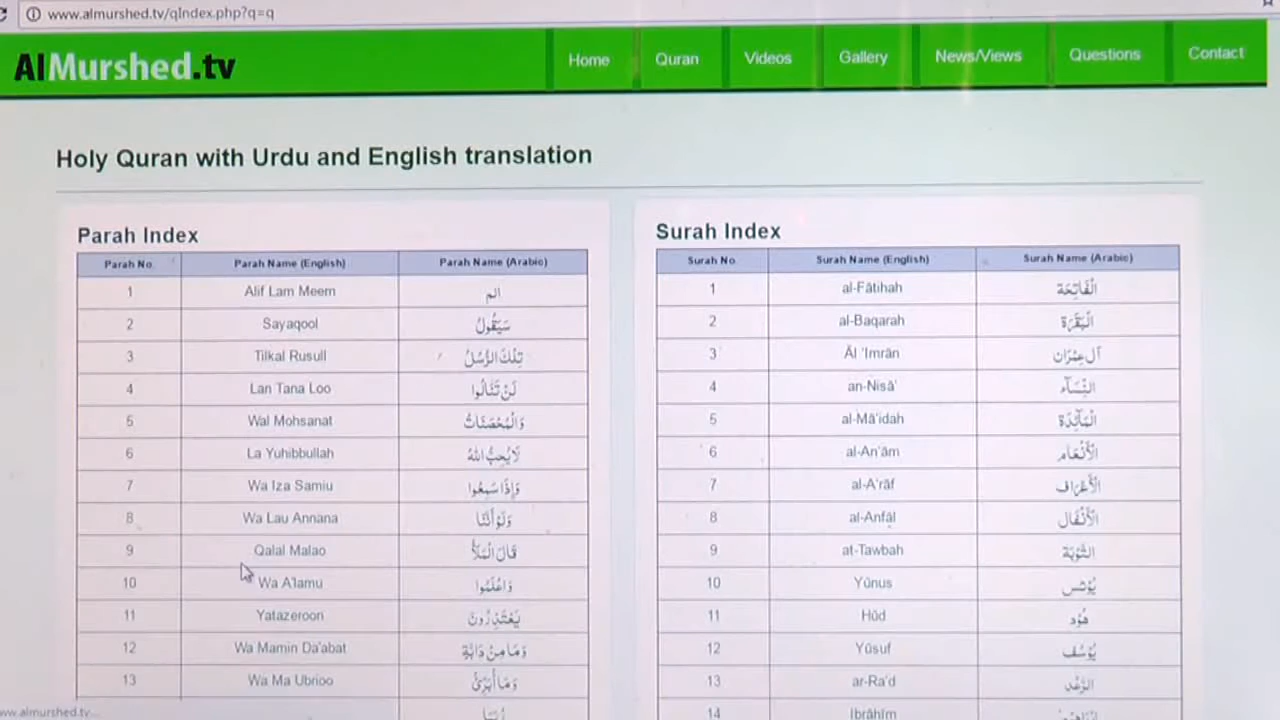 www.almurshed.tv/qIndex.php?q=q
AlMurshed.tv
Home Quran Videos Gallery News/Views Questions Contact
Holy Quran with Urdu and English translation
Parah Index
Parah No. Parah Name (English) Parah Name (Arabic)
1 Alif Lam Meem الم
2 Sayaqool سَيَقُولُ
3 Tilkal Rusull تِلْكَ الرُّسُلُ
4 Lan Tana Loo لَنْ تَنَالُوا
5 Wal Mohsanat وَالْمُحْصَنَاتُ
6 La Yuhibbullah لَا يُحِبُّ اللهُ
7 Wa Iza Samiu وَإِذَا سَمِعُوا
8 Wa Lau Annana وَلَوْ أَنَّنَا
9 Qalal Malao قَالَ الْمَلَأُ
10 Wa A'lamu وَاعْلَمُوا
11 Yatazeroon يَعْتَذِرُونَ
12 Wa Mamin Da'abat وَمَا مِنْ دَابَّةٍ
13 Wa Ma Ubrioo وَمَا أُبَرِّئُ
Surah Index
Surah No. Surah Name (English) Surah Name (Arabic)
1 al-Fātihah الْفَاتِحَة
2 al-Baqarah الْبَقَرَة
3 Āl 'Imrān آل عِمْرَان
4 an-Nisā' النِّسَآء
5 al-Mā'idah الْمَآئِدَة
6 al-An'ām الْأَنْعَام
7 al-A'rāf الْأَعْرَاف
8 al-Anfāl الْأَنْفَال
9 at-Tawbah التَّوْبَة
10 Yūnus يُوْنُس
11 Hūd هُوْد
12 Yūsuf يُوْسُف
13 ar-Ra'd الرَّعْد
14 Ibrāhīm
ww.almurshed.tv...